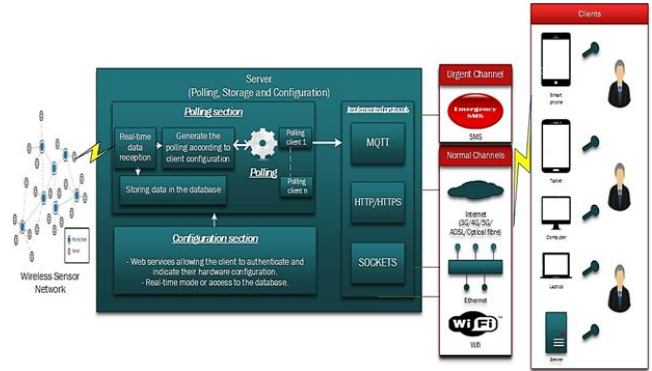 Clients
Server
(Polling, Storage and Configuration)
Urgent Channel
Polling section
Implemented protocols
Emergency
SMS
SMS
Real-time
data
reception
Generate the
polling according to
client configuration
Polling
client 1
Polling
Polling
client n
Storing data in the database
MQTT
HTTP/HTTPS
SOCKETS
Normal Channels
Internet
(3G/4G/5G/
ADSL/Optical fibre)
Ethernet
Wi Fi
Wifi
Configuration section
- Web services allowing the client to authenticate and
indicate their hardware configuration.
- Real-time mode or access to the database.
Wireless Sensor
Network
Smart
phone
Tablet
Computer
Laptop
Server